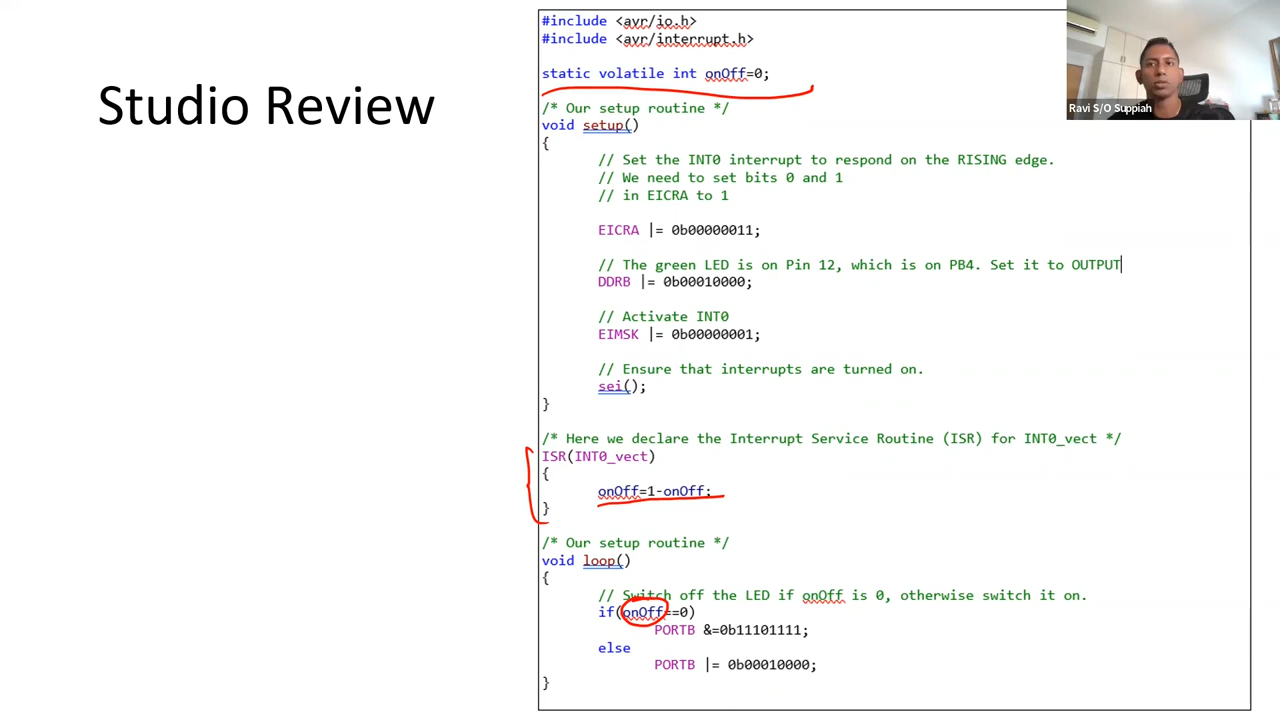 Studio Review
#include <avr/io.h>
#include <avr/interrupt.h>
static volatile int onOff=0;
/* Our setup routine */
void setup()
{
// Set the INT0 interrupt to respond on the RISING edge.
// We need to set bits 0 and 1
// in EICRA to 1
EICRA |= 0b00000011;
// The green LED is on Pin 12, which is on PB4. Set it to OUTPUT
DDRB |= 0b00010000;
// Activate INT0
EIMSK |= 0b00000001;
// Ensure that interrupts are turned on.
sei();
}
/* Here we declare the Interrupt Service Routine (ISR) for INT0_vect */
ISR(INT0_vect)
{
onOff=1-onOff;
}
/* Our setup routine */
void loop()
{
// Switch off the LED if onOff is 0, otherwise switch it on.
if(onOff==0)
PORTB &=0b11101111;
else
PORTB |= 0b00010000;
}
Ravi S/O Suppiah